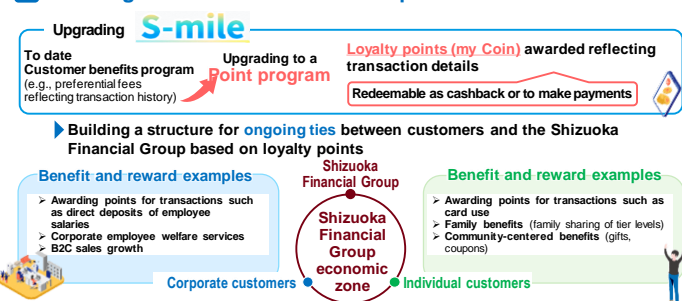 Upgrading S-mile
To date
Customer benefits program
(e.g., preferential fees
reflecting transaction history)
Upgrading to a
Point program
Loyalty points (my Coin) awarded reflecting
transaction details
Redeemable as cashback or to make payments
Building a structure for ongoing ties between customers and the Shizuoka
Financial Group based on loyalty points
Benefit and reward examples
➢ Awarding points for transactions such
as direct deposits of employee
salaries
➢ Corporate employee welfare services
➢ B2C sales growth
Shizuoka
Financial Group
Shizuoka
Financial
Group
economic
zone
Corporate customers
Individual customers
Benefit and reward examples
➢ Awarding points for transactions such as
card use
➢ Family benefits (family sharing of tier levels)
➢ Community-centered benefits (gifts,
coupons)